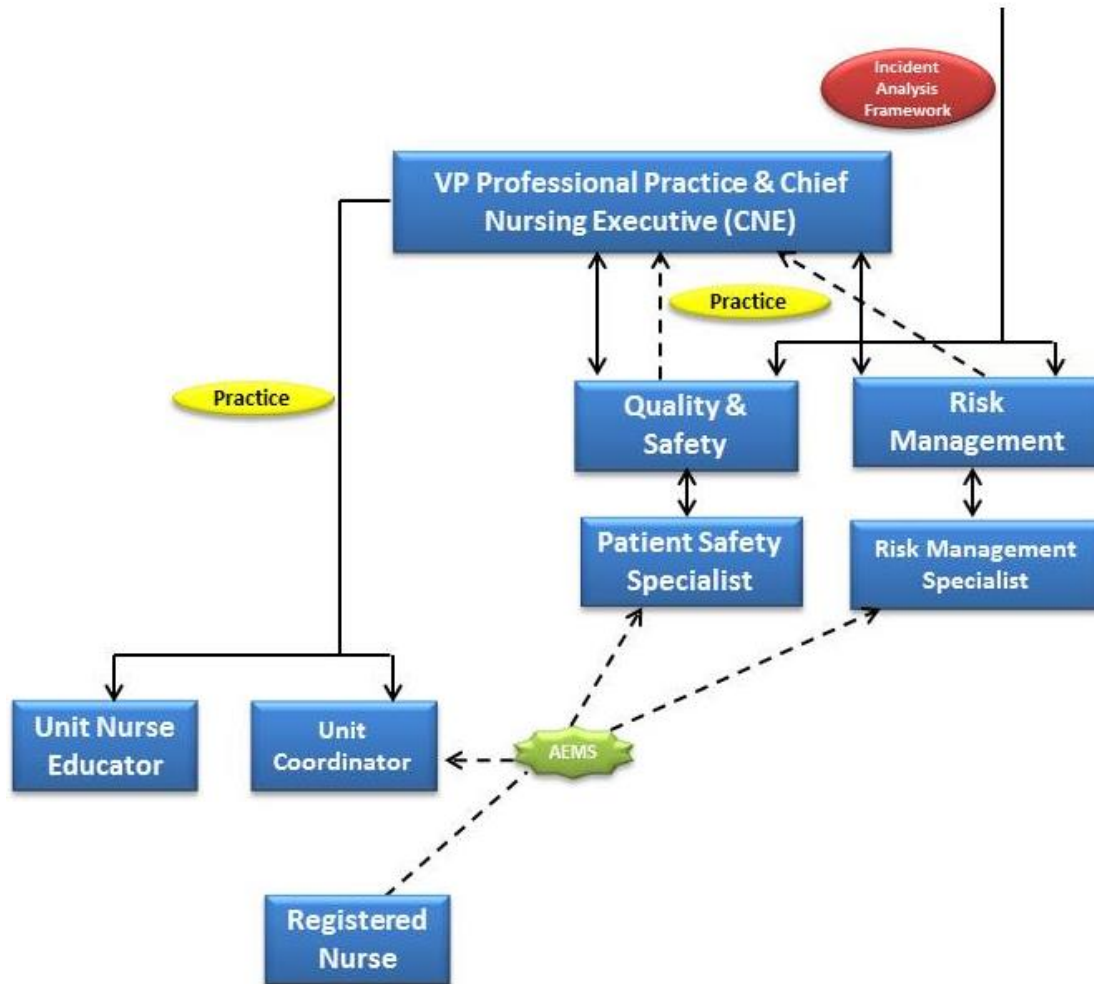 Incident
Analysis
Framework
VP Professional Practice & Chief
Nursing Executive (CNE)
Practice
Practice
Quality &
Safety
Risk
Management
Patient Safety
Specialist
Risk Management
Specialist
Unit Nurse
Educator
Unit
Coordinator
AEMS
Registered
Nurse